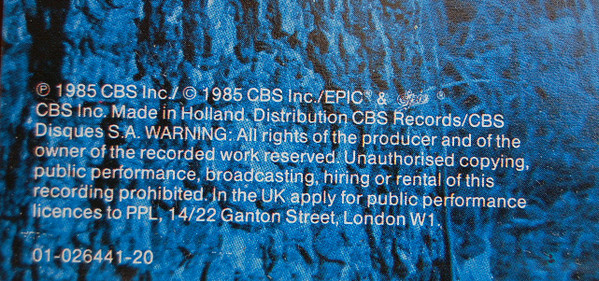 ℗ 1985 CBS Inc./ © 1985 CBS Inc./EPIC® & Epic ®
CBS Inc. Made in Holland. Distribution CBS Records/CBS
Disques S.A. WARNING: All rights of the producer and of the
owner of the recorded work reserved. Unauthorised copying,
public performance, broadcasting, hiring or rental of this
recording prohibited. In the UK apply for public performance
licences to PPL, 14/22 Ganton Street, London W1.
01-026441-20